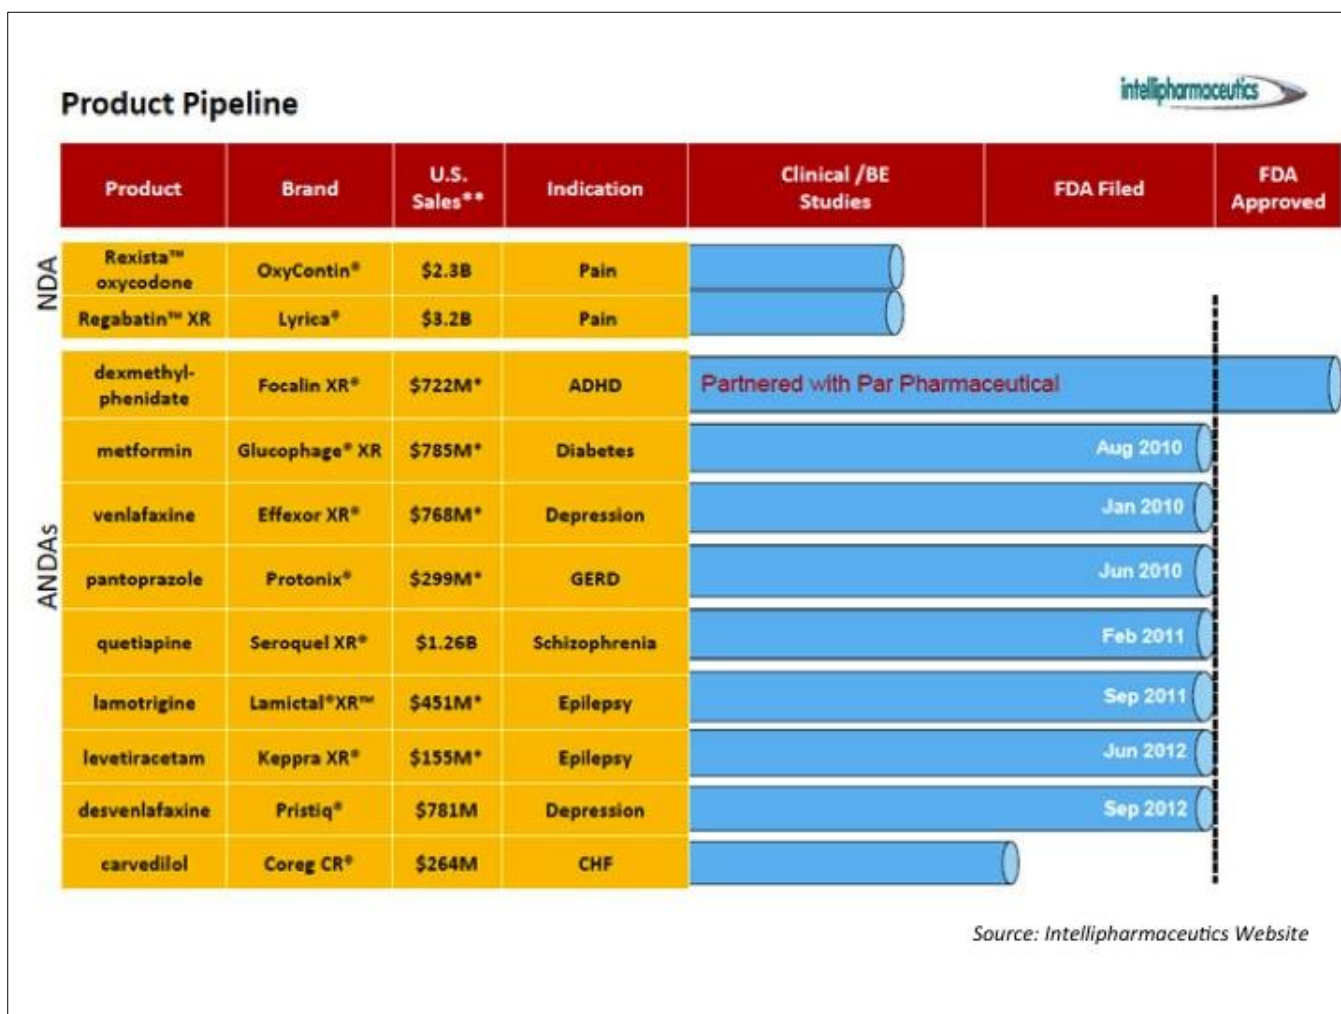 Product Pipeline
intellipharmaceutics
Product
Brand
U.S.
Sales**
Indication
Clinical /BE
Studies
FDA Filed
FDA
Approved
NDA
Rexista™
oxycodone
OxyContin®
$2.3B
Pain
Regabatin™ XR
Lyrica®
$3.2B
Pain
ANDAs
dexmethyl-
phenidate
Focalin XR®
$722M*
ADHD
Partnered with Par Pharmaceutical
metformin
Glucophage® XR
$785M*
Diabetes
Aug 2010
venlafaxine
Effexor XR®
$768M*
Depression
Jan 2010
pantoprazole
Protonix®
$299M*
GERD
Jun 2010
quetiapine
Seroquel XR®
$1.26B
Schizophrenia
Feb 2011
lamotrigine
Lamictal®XR™
$451M*
Epilepsy
Sep 2011
levetiracetam
Keppra XR®
$155M*
Epilepsy
Jun 2012
desvenlafaxine
Pristiq®
$781M
Depression
Sep 2012
carvedilol
Coreg CR®
$264M
CHF
Source: Intellipharmaceutics Website